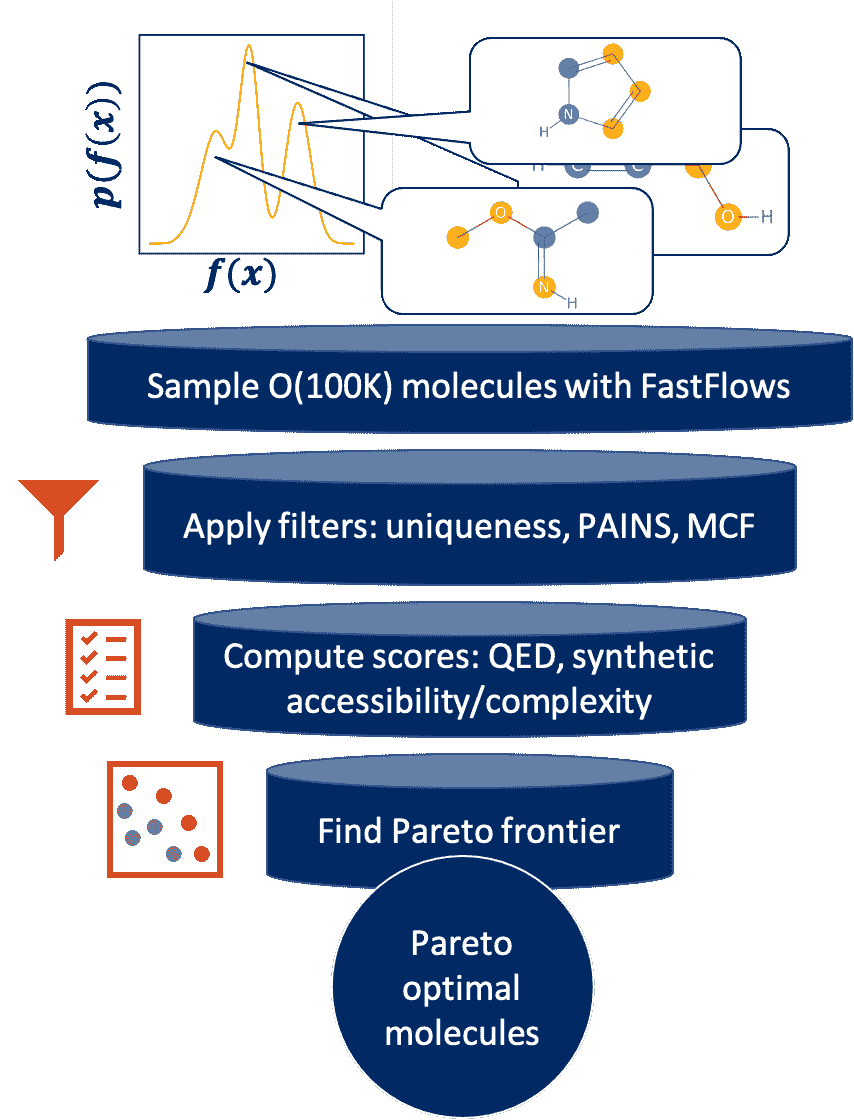 p(f(x))
f(x)
N
H
H
C
C
O
H
O
N
H
Sample O(100K) molecules with FastFlows
Apply filters: uniqueness, PAINS, MCF
Compute scores: QED, synthetic
accessibility/complexity
Find Pareto frontier
Pareto
optimal
molecules